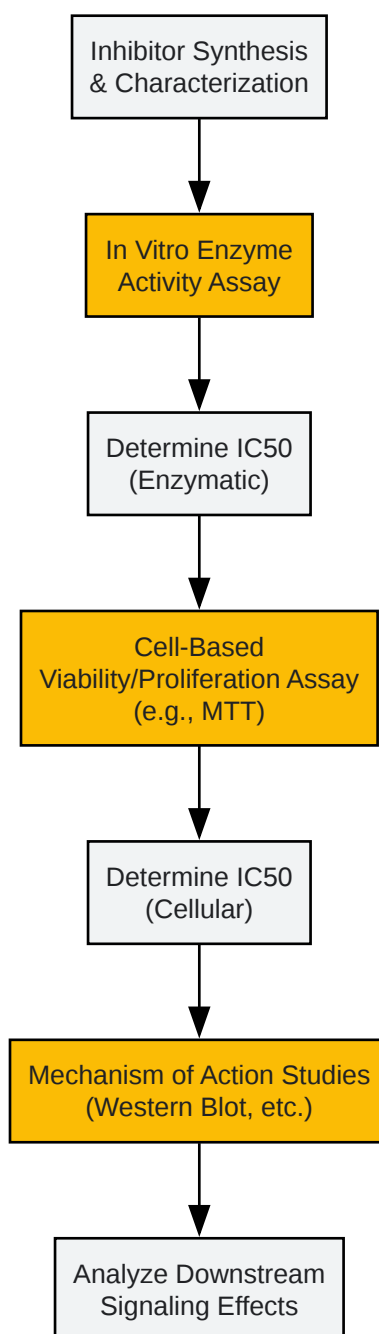 Inhibitor Synthesis
& Characterization
In Vitro Enzyme
Activity Assay
Determine IC50
(Enzymatic)
Cell-Based
Viability/Proliferation Assay
(e.g., MTT)
Determine IC50
(Cellular)
Mechanism of Action Studies
(Western Blot, etc.)
Analyze Downstream
Signaling Effects